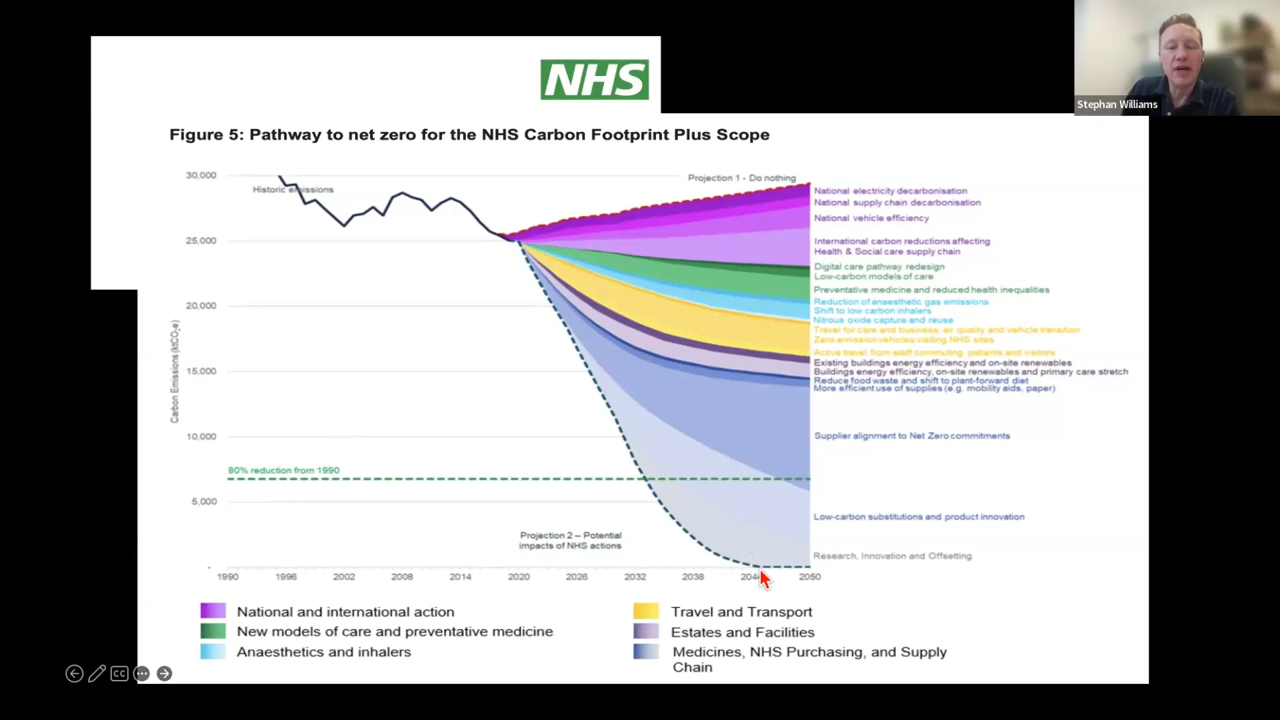 Stephan Williams
NHS
Figure 5: Pathway to net zero for the NHS Carbon Footprint Plus Scope
Carbon Emissions (ktCO₂e)
30,000
25,000
20,000
15,000
10,000
5,000
-
Historic emissions
Projection 1 - Do nothing
80% reduction from 1990
Projection 2 – Potential
impacts of NHS actions
National electricity decarbonisation
National supply chain decarbonisation
National vehicle efficiency
International carbon reductions affecting
Health & Social care supply chain
Digital care pathway redesign
Low-carbon models of care
Preventative medicine and reduced health inequalities
Reduction of anaesthetic gas emissions
Shift to low carbon inhalers
Nitrous oxide capture and reuse
Travel for care and business: air quality and vehicle transition
Zero emission vehicles visiting NHS sites
Active travel from staff commuting, patients and visitors
Existing buildings energy efficiency and on-site renewables
Buildings energy efficiency, on-site renewables and primary care stretch
Reduce food waste and shift to plant-forward diet
More efficient use of supplies (e.g. mobility aids, paper)
Supplier alignment to Net Zero commitments
Low-carbon substitutions and product innovation
Research, Innovation and Offsetting
1990 1996 2002 2008 2014 2020 2026 2032 2038 2050
National and international action
New models of care and preventative medicine
Anaesthetics and inhalers
Travel and Transport
Estates and Facilities
Medicines, NHS Purchasing, and Supply
Chain
CC